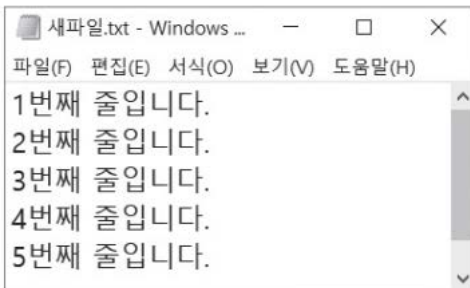 새파일.txt - Windows ...
파일(F) 편집(E) 서식(O) 보기(V) 도움말(H)
1번째 줄입니다.
2번째 줄입니다.
3번째 줄입니다.
4번째 줄입니다.
5번째 줄입니다.